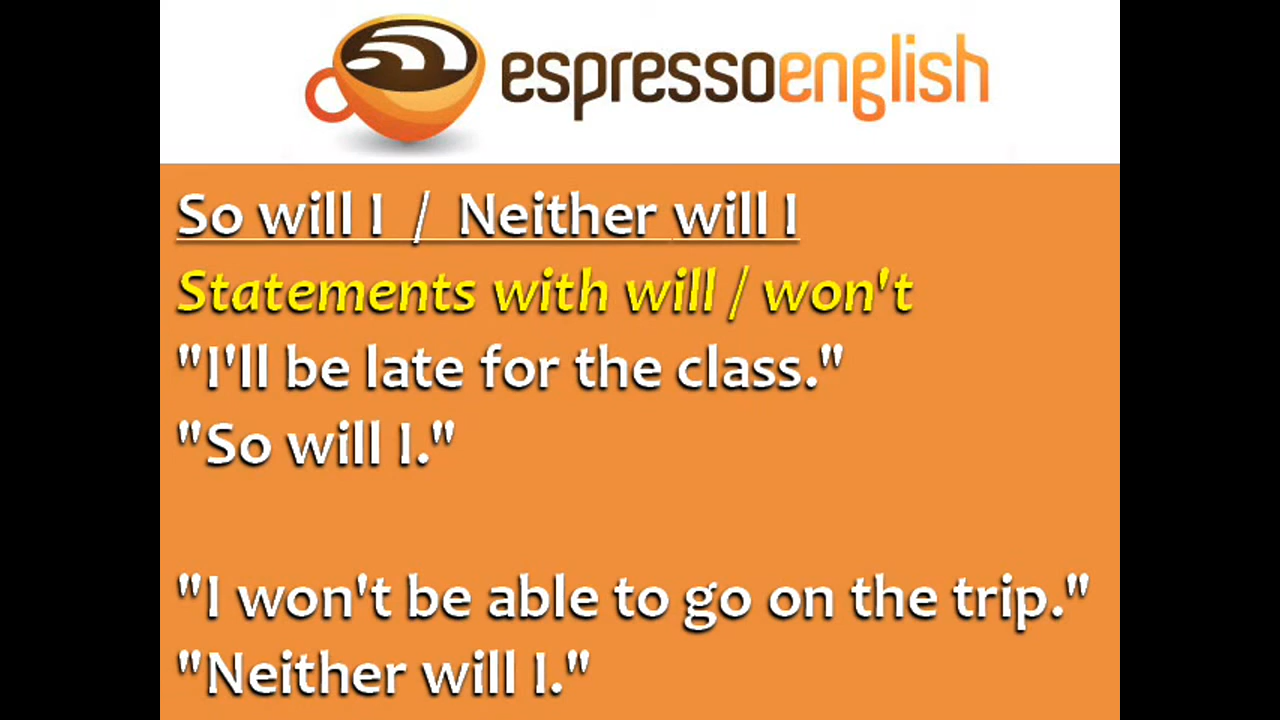 espressoenglish
So will I / Neither will I
Statements with will / won't
"I'll be late for the class."
"So will I."
"I won't be able to go on the trip."
"Neither will I."